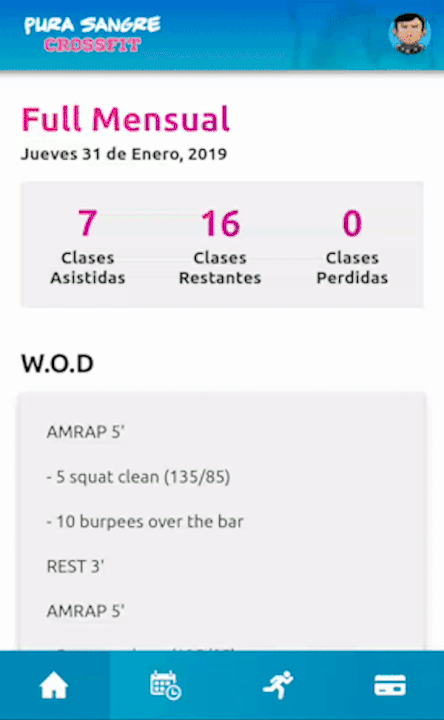 PURA SANGRE
CROSSFIT
Full Mensual
Jueves 31 de Enero, 2019
7 16 0
Clases Clases Clases
Asistidas Restantes Perdidas
W.O.D
AMRAP 5'
- 5 squat clean (135/85)
- 10 burpees over the bar
REST 3'
AMRAP 5'